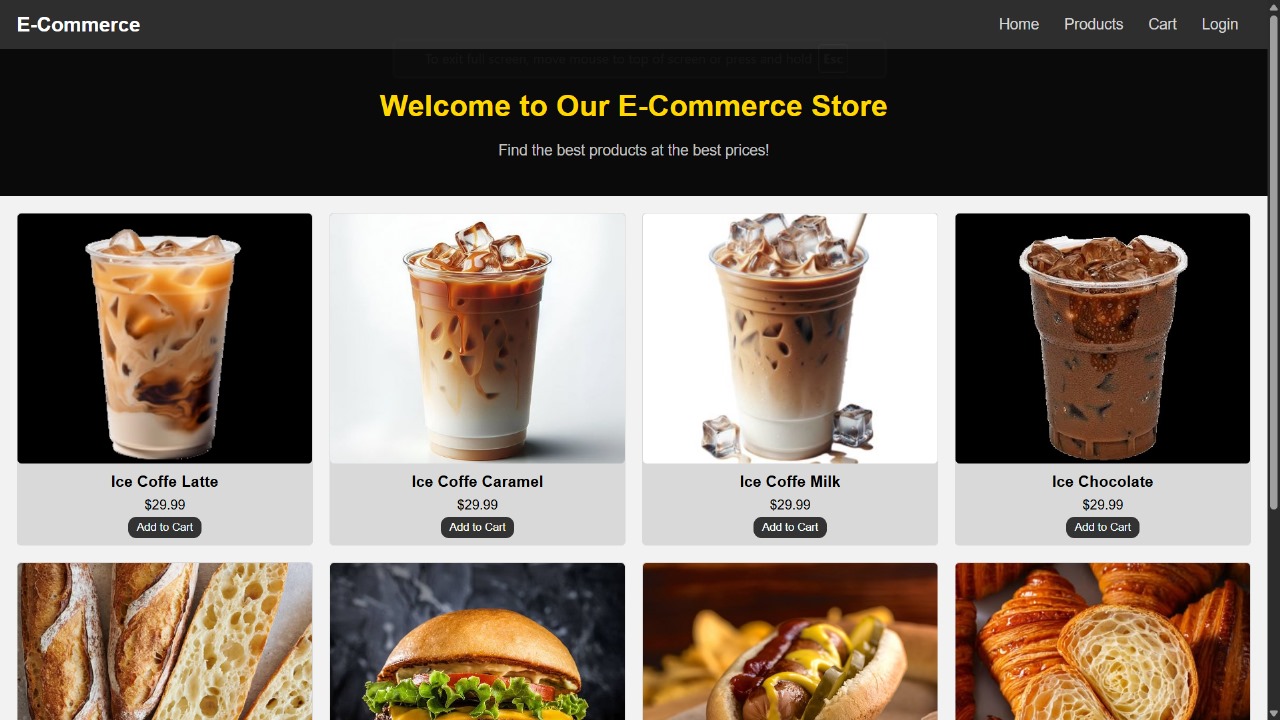 E-Commerce
Home Products Cart Login
To exit full screen, move mouse to top of screen or press and hold Esc
Welcome to Our E-Commerce Store
Find the best products at the best prices!
Ice Coffe Latte
$29.99
Add to Cart
Ice Coffe Caramel
$29.99
Add to Cart
Ice Coffe Milk
$29.99
Add to Cart
Ice Chocolate
$29.99
Add to Cart